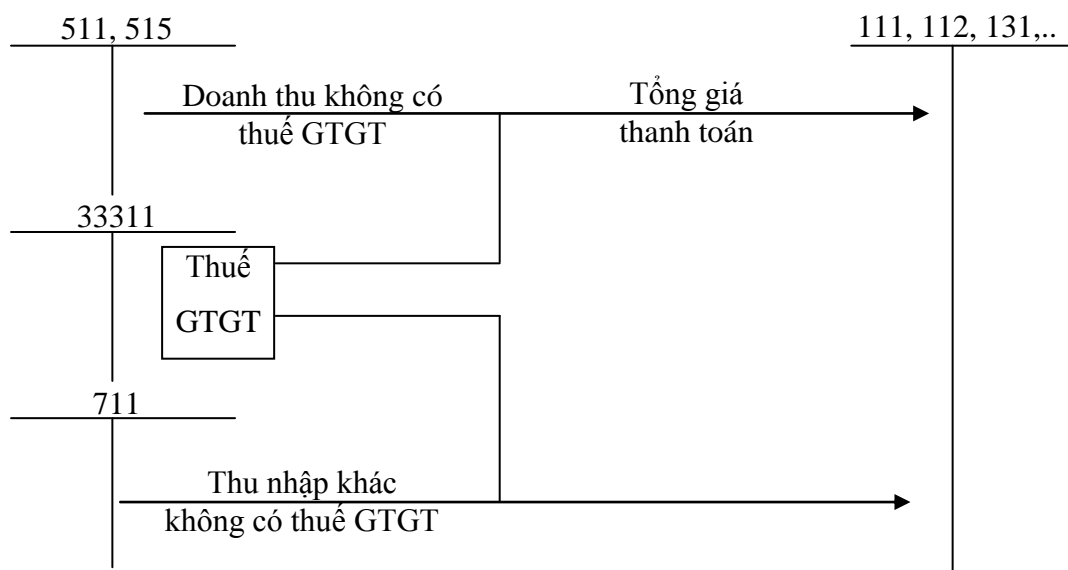 511, 515
111, 112, 131,..
Doanh thu không có
thuế GTGT
Tổng giá
thanh toán
33311
Thuế
GTGT
711
Thu nhập khác
không có thuế GTGT